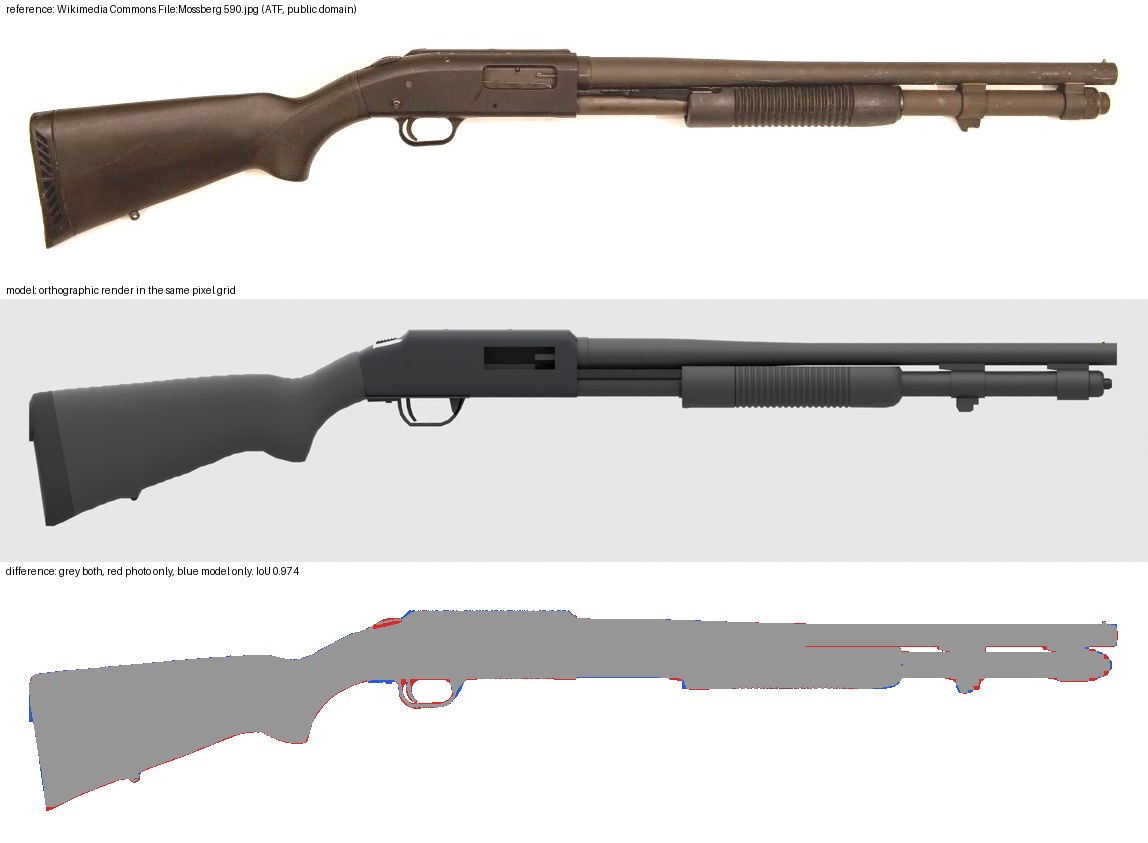 reference: Wikimedia Commons File:Mossberg 590.jpg (ATF, public domain)
model: orthographic render in the same pixel grid
difference: grey both, red photo only, blue model only. IoU 0.974